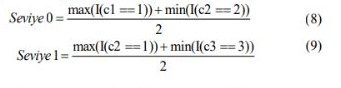 Seviye 0 = max(I(c1 == 1)) + min(I(c2 == 2)) / 2 (8)
Seviye 1 = max(I(c2 == 1)) + min(I(c3 == 3)) / 2 (9)